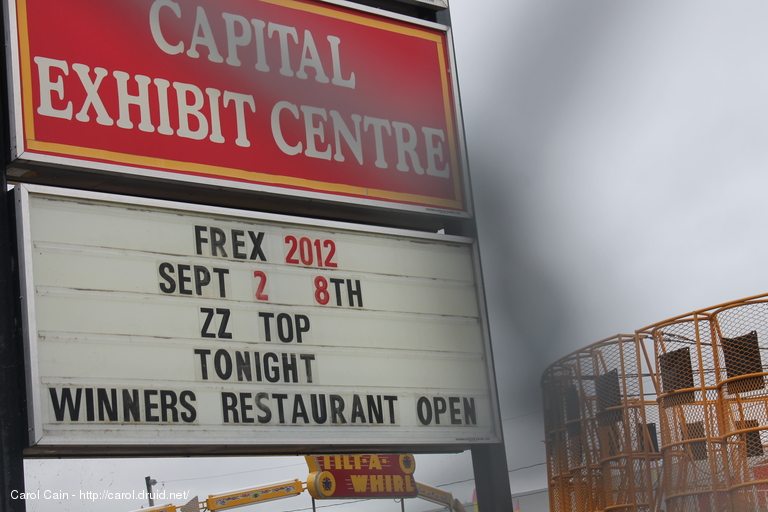 CAPITAL
EXHIBIT CENTRE
FREX 2012
SEPT 2 8TH
ZZ TOP
TONIGHT
WINNERS RESTAURANT OPEN
TILT-A
WHIRL
Carol Cain - http://carol.druid.net/